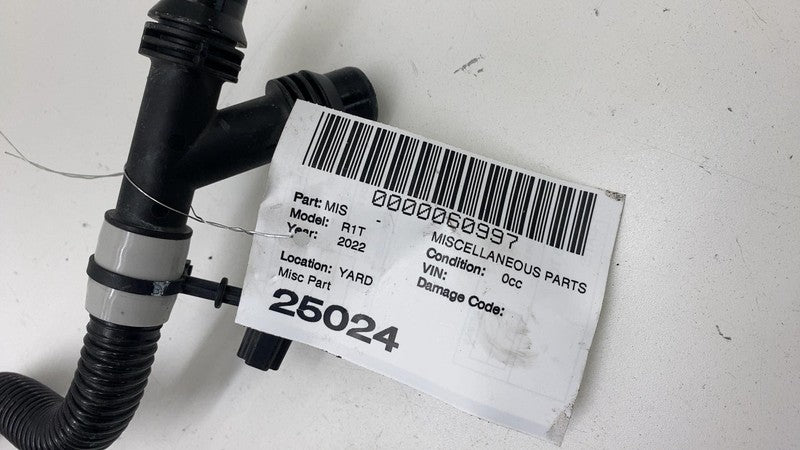 0000060997
Part: MIS - MISCELLANEOUS PARTS
Model: R1T Condition: 0cc
Year: 2022 VIN:
Location: YARD Damage Code:
Misc Part
25024